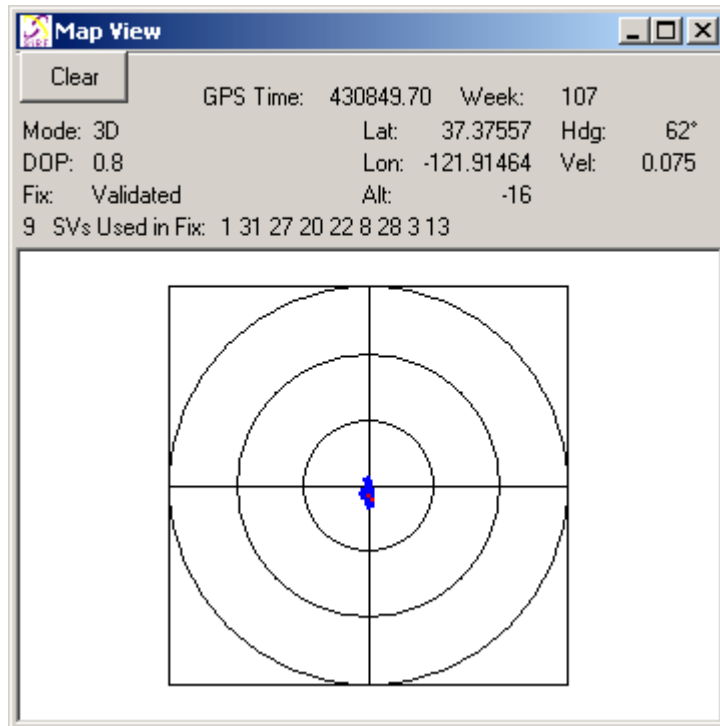 Map View
Clear
GPS Time: 430849.70 Week: 107
Mode: 3D Lat: 37.37557 Hdg: 62°
DOP: 0.8 Lon: -121.91464 Vel: 0.075
Fix: Validated Alt: -16
9 SVs Used in Fix: 1 31 27 20 22 8 28 3 13